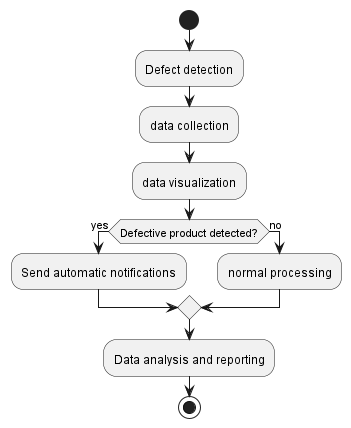 Defect detection
data collection
data visualization
yes
Defective product detected?
no
Send automatic notifications
normal processing
Data analysis and reporting